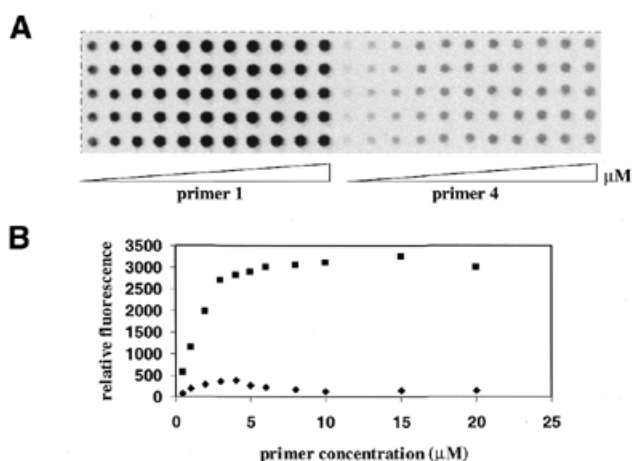 A
µM
primer 1 primer 4
B
relative fluorescence
3500
3000
2500
2000
1500
1000
500
0
0 5 10 15 20 25
primer concentration (µM)